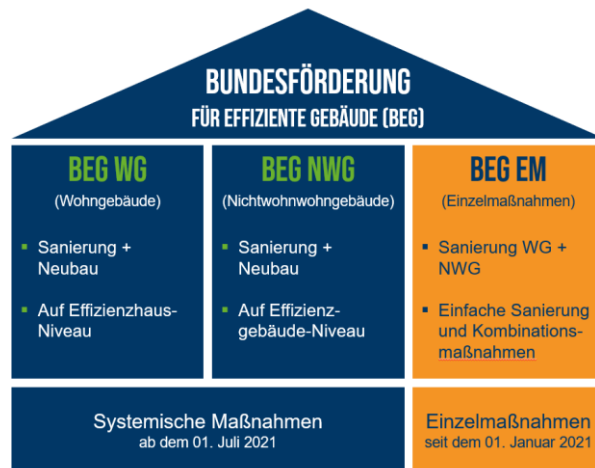 BUNDESFÖRDERUNG
FÜR EFFIZIENTE GEBÄUDE (BEG)
BEG WG
(Wohngebäude)
▪ Sanierung +
Neubau
▪ Auf Effizienzhaus-
Niveau
BEG NWG
(Nichtwohnwohngebäude)
▪ Sanierung +
Neubau
▪ Auf Effizienz-
gebäude-Niveau
BEG EM
(Einzelmaßnahmen)
▪ Sanierung WG +
NWG
▪ Einfache Sanierung
und Kombinations-
maßnahmen
Systemische Maßnahmen
ab dem 01. Juli 2021
Einzelmaßnahmen
seit dem 01. Januar 2021